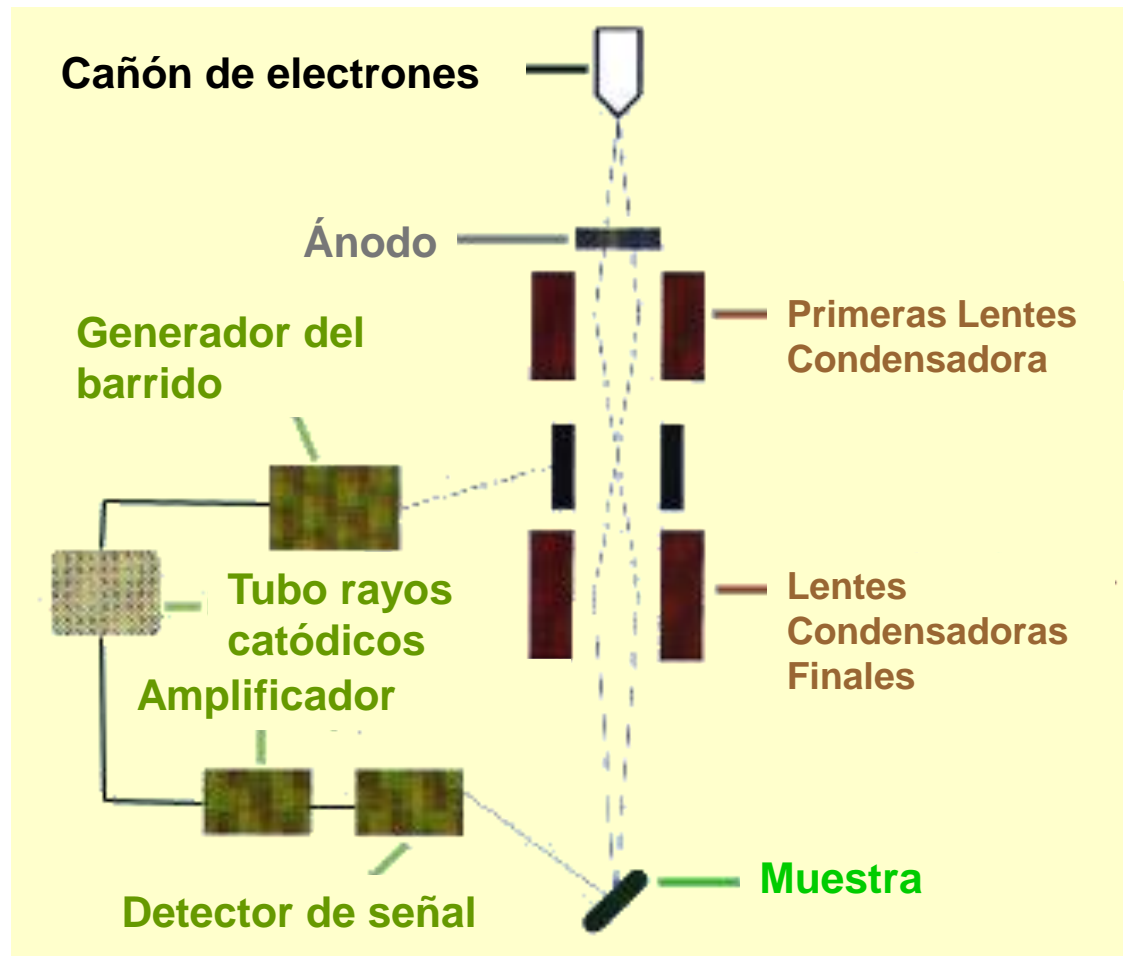 Cañón de electrones
Ánodo
Primeras Lentes
Condensadora
Generador del
barrido
Tubo rayos
catódicos
Lentes
Condensadoras
Finales
Amplificador
Muestra
Detector de señal